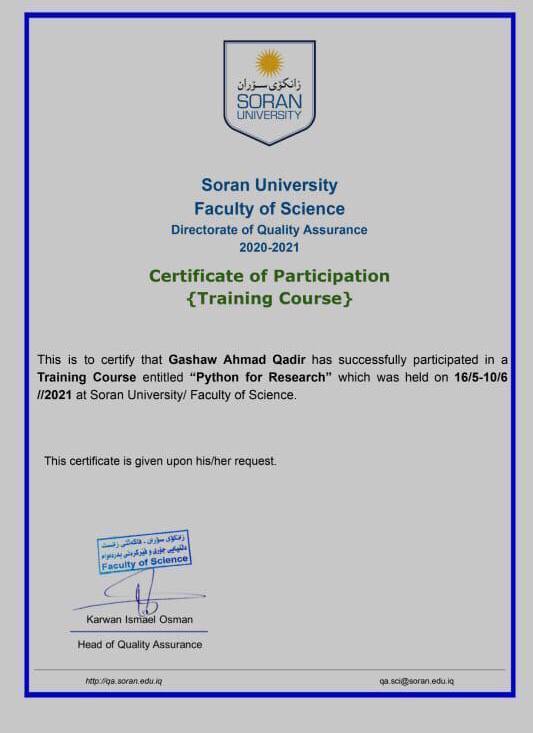 زانكۆی سـۆران
SORAN
UNIVERSITY
Soran University
Faculty of Science
Directorate of Quality Assurance
2020-2021
Certificate of Participation
{Training Course}
This is to certify that Gashaw Ahmad Qadir has successfully participated in a
Training Course entitled “Python for Research” which was held on 16/5-10/6
//2021 at Soran University/ Faculty of Science.
This certificate is given upon his/her request.
زانكۆی سۆران - فاكەڵتی زانست
Faculty of Science
Karwan Ismael Osman
Head of Quality Assurance
http://qa.soran.edu.iq
qa.sci@soran.edu.iq